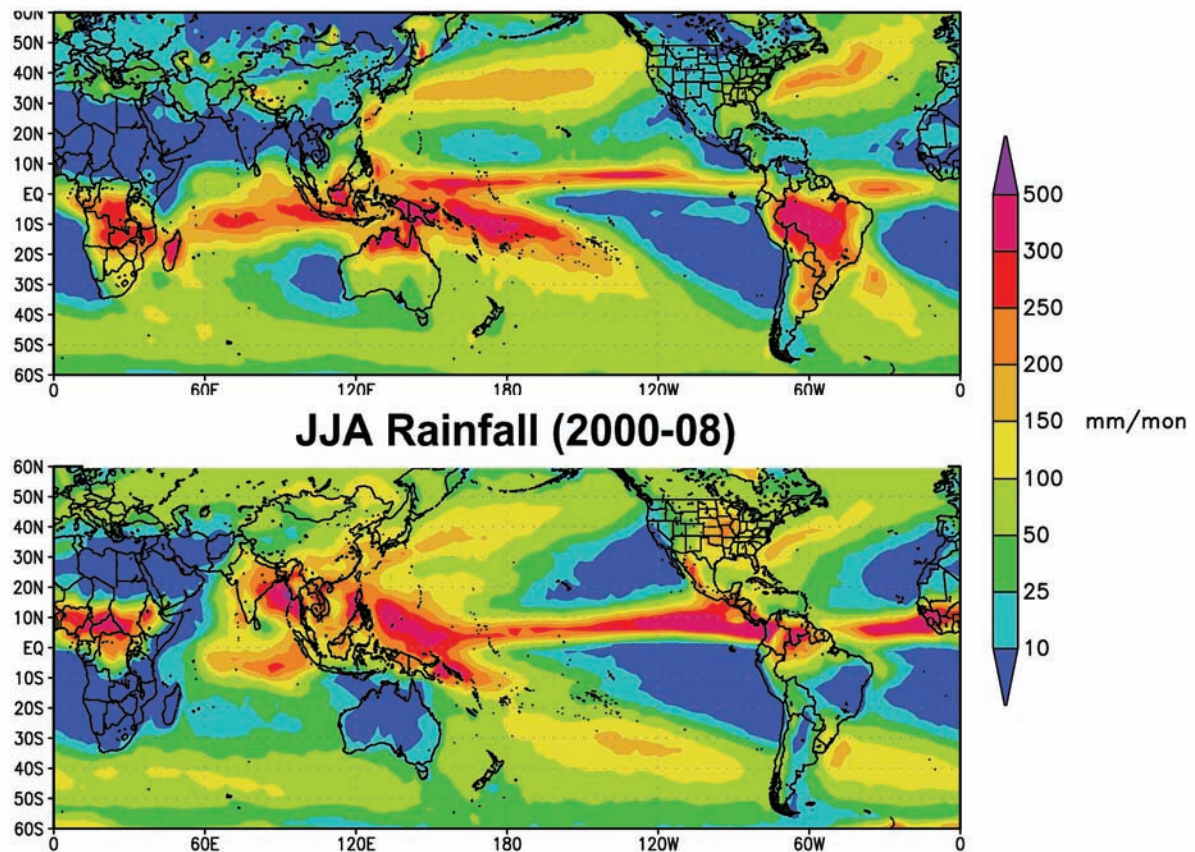 60N
50N
40N
30N
20N
10N
EQ
10S
20S
30S
40S
50S
60S
0 60E 120E 180 120W 60W 0
JJA Rainfall (2000-08)
60N
50N
40N
30N
20N
10N
EQ
10S
20S
30S
40S
50S
60S
0 60E 120E 180 120W 60W 0
500
300
250
200
150 mm/mon
100
50
25
10